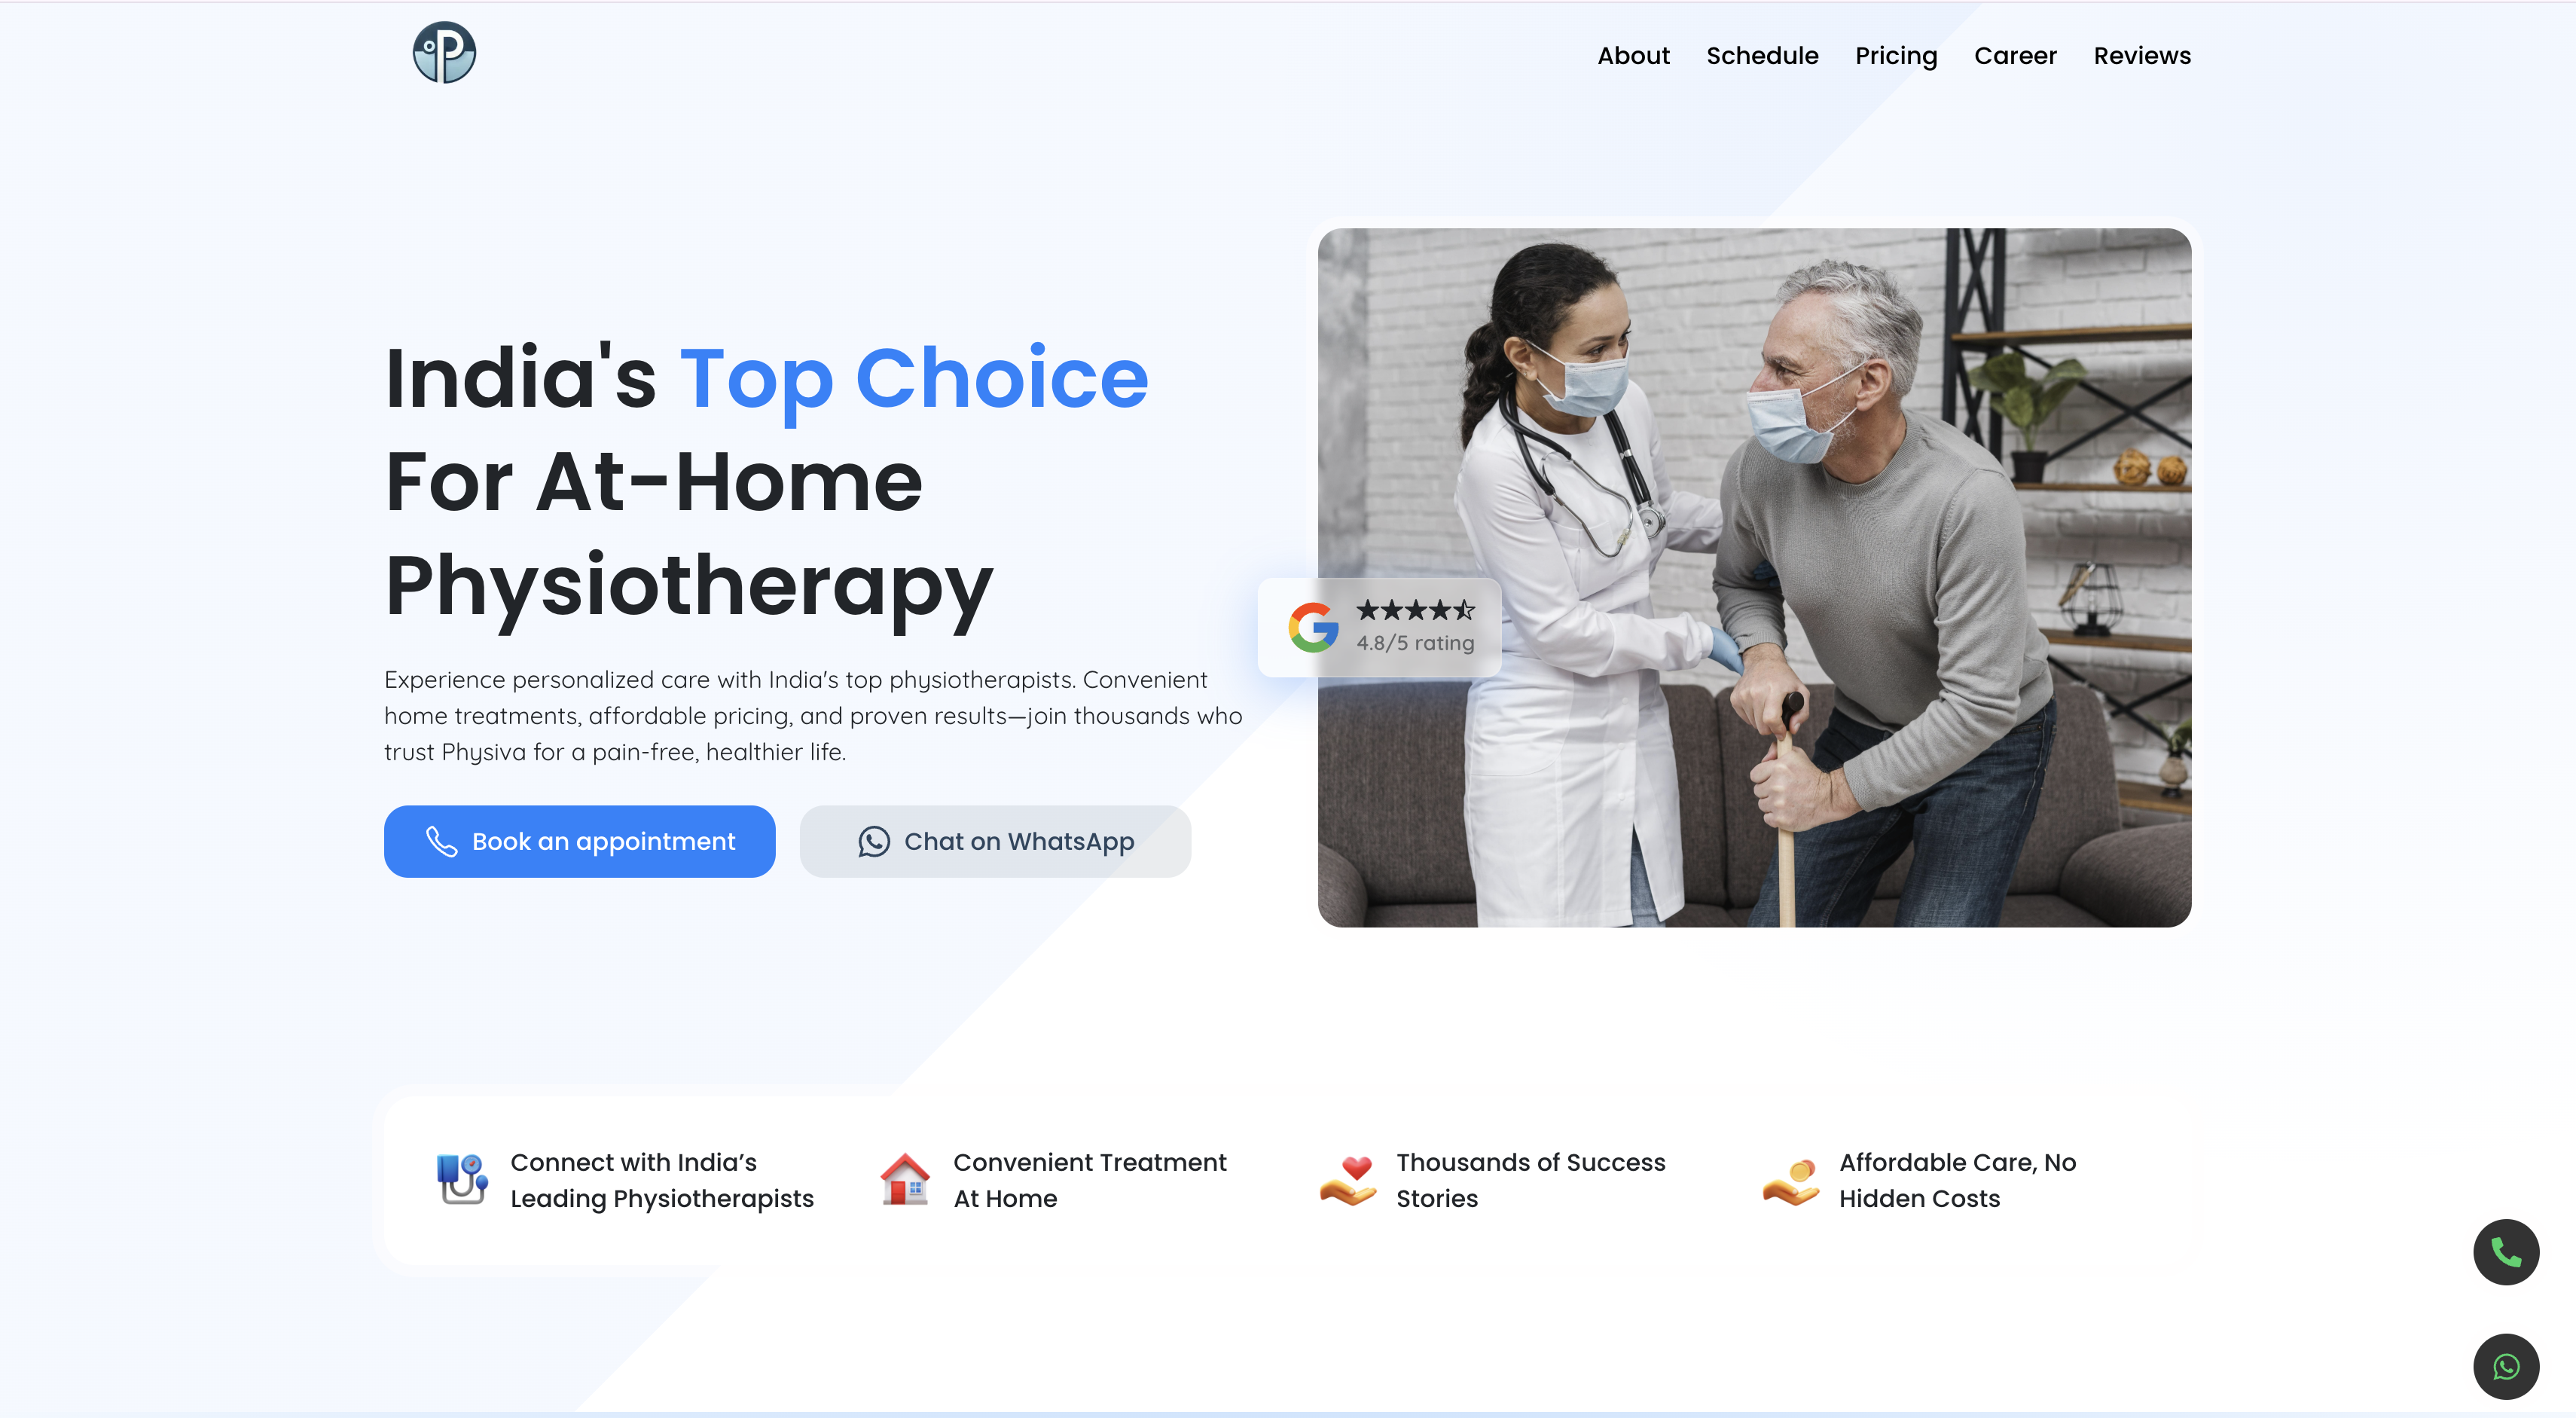 P
About Schedule Pricing Career Reviews
India's Top Choice
For At-Home
Physiotherapy
Experience personalized care with India's top physiotherapists. Convenient
home treatments, affordable pricing, and proven results—join thousands who
trust Physiva for a pain-free, healthier life.
Book an appointment
Chat on WhatsApp
G
4.8/5 rating
Connect with India’s
Leading Physiotherapists
Convenient Treatment
At Home
Thousands of Success
Stories
Affordable Care, No
Hidden Costs